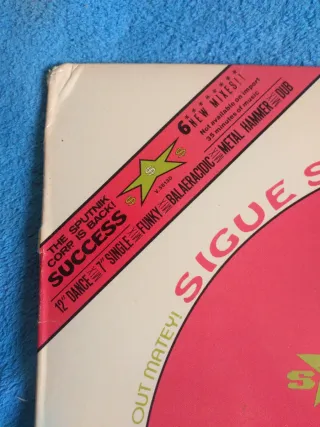 THE SPUTNIK
CORP. IS BACK!
SUCCESS
$ $ $
6 NEW MIXES!!
Not available on import
33 minutes of music
12" DANCE 7" SINGLE FUNKY BALAERACIDIC METAL HAMMER DUB
SIGUE S
OUT MATEY!
S